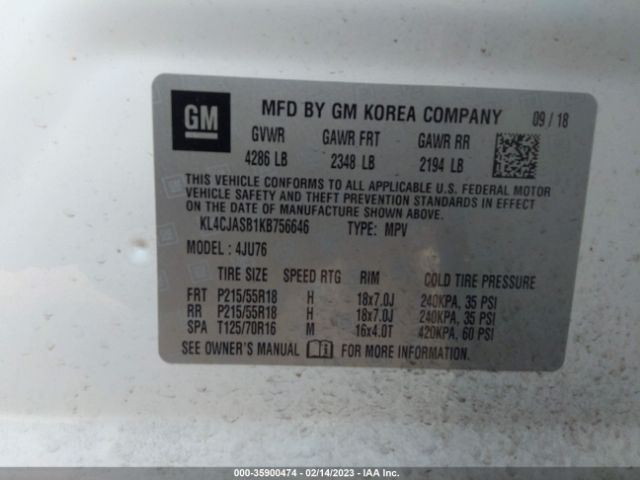 GM
MFD BY GM KOREA COMPANY 09 / 18
GVWR GAWR FRT GAWR RR
4286 LB 2348 LB 2194 LB
THIS VEHICLE CONFORMS TO ALL APPLICABLE U.S. FEDERAL MOTOR
VEHICLE SAFETY AND THEFT PREVENTION STANDARDS IN EFFECT
ON THE DATE OF MANUFACTURE SHOWN ABOVE.
KL4CJASB1KB756646 TYPE: MPV
MODEL: 4JU76
TIRE SIZE SPEED RTG RIM COLD TIRE PRESSURE
FRT P215/55R18 H 18x7.0J 240KPA, 35 PSI
RR P215/55R18 H 18x7.0J 240KPA, 35 PSI
SPA T125/70R16 M 16x4.0T 420KPA, 60 PSI
SEE OWNER'S MANUAL FOR MORE INFORMATION.
000-35900474 - 02/14/2023 - IAA Inc.